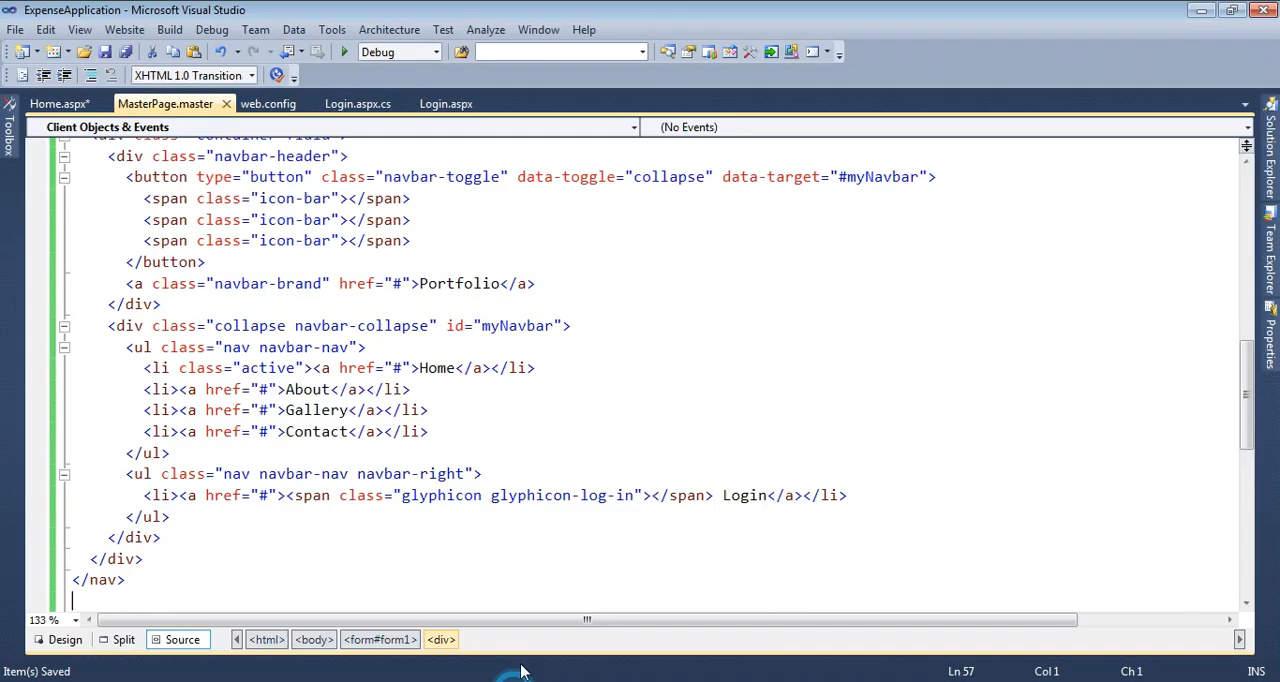 ExpenseApplication - Microsoft Visual Studio
File Edit View Website Build Debug Team Data Tools Architecture Test Analyze Window Help
Debug
XHTML 1.0 Transition
Home.aspx* MasterPage.master web.config Login.aspx.cs Login.aspx
Client Objects & Events (No Events)
<div class="navbar-header">
<button type="button" class="navbar-toggle" data-toggle="collapse" data-target="#myNavbar">
<span class="icon-bar"></span>
<span class="icon-bar"></span>
<span class="icon-bar"></span>
</button>
<a class="navbar-brand" href="#">Portfolio</a>
</div>
<div class="collapse navbar-collapse" id="myNavbar">
<ul class="nav navbar-nav">
<li class="active"><a href="#">Home</a></li>
<li><a href="#">About</a></li>
<li><a href="#">Gallery</a></li>
<li><a href="#">Contact</a></li>
</ul>
<ul class="nav navbar-nav navbar-right">
<li><a href="#"><span class="glyphicon glyphicon-log-in"></span> Login</a></li>
</ul>
</div>
</div>
</nav>
133 %
Design Split Source <html> <body> <form#form1> <div>
Item(s) Saved Ln 57 Col 1 Ch 1 INS
Toolbox
Solution Explorer
Team Explorer
Properties